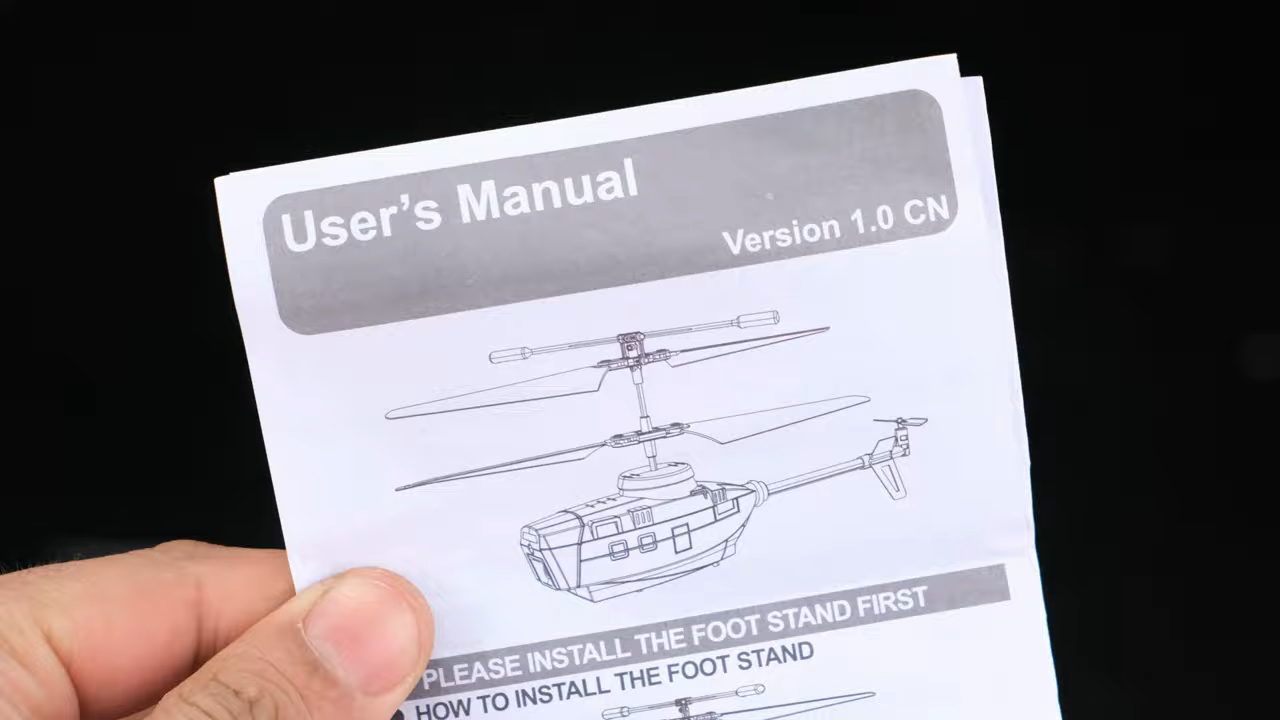 User’s Manual
Version 1.0 CN
PLEASE INSTALL THE FOOT STAND FIRST
HOW TO INSTALL THE FOOT STAND